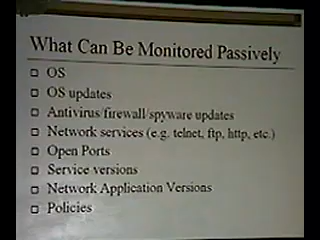 What Can Be Monitored Passively
OS
OS updates
Antivirus/firewall/spyware updates
Network services (e.g. telnet, ftp, http, etc.)
Open Ports
Service versions
Network Application Versions
Policies